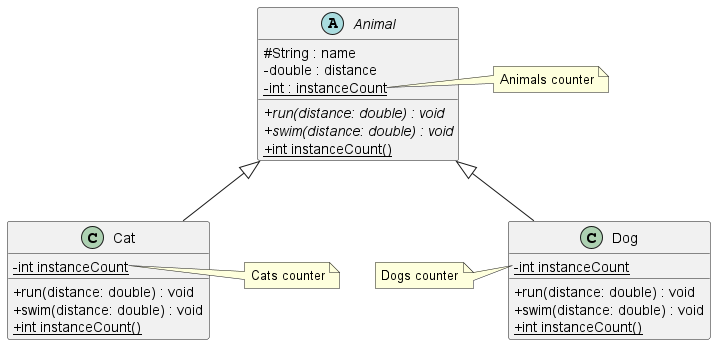 A Animal
#String : name
-double : distance
-int : instanceCount
Animals counter
+run(distance: double) : void
+swim(distance: double) : void
+int instanceCount()
C Cat
-int instanceCount
Cats counter
+run(distance: double) : void
+swim(distance: double) : void
+int instanceCount()
Dogs counter
C Dog
-int instanceCount
+run(distance: double) : void
+swim(distance: double) : void
+int instanceCount()